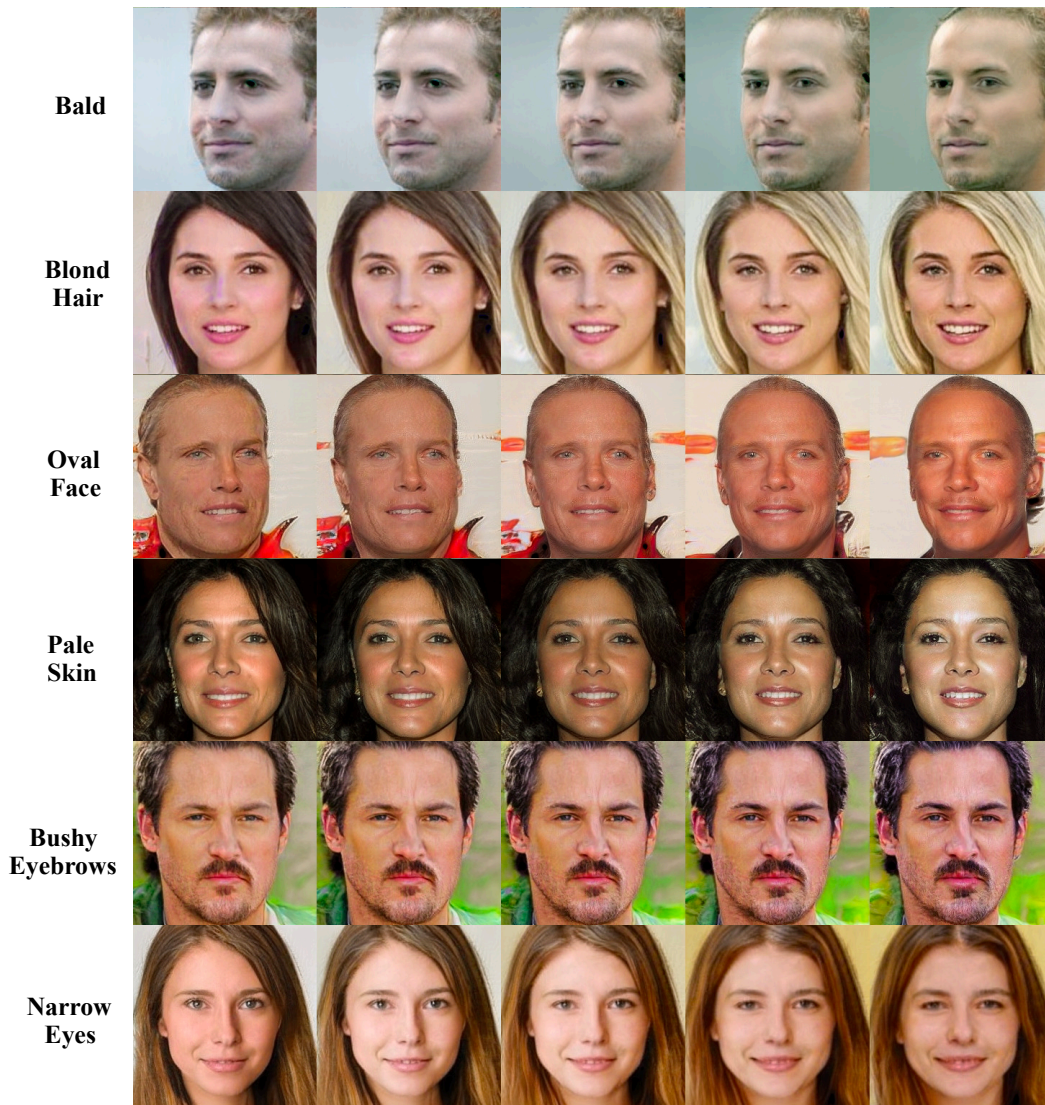 Bald
Blond
Hair
Oval
Face
Pale
Skin
Bushy
Eyebrows
Narrow
Eyes